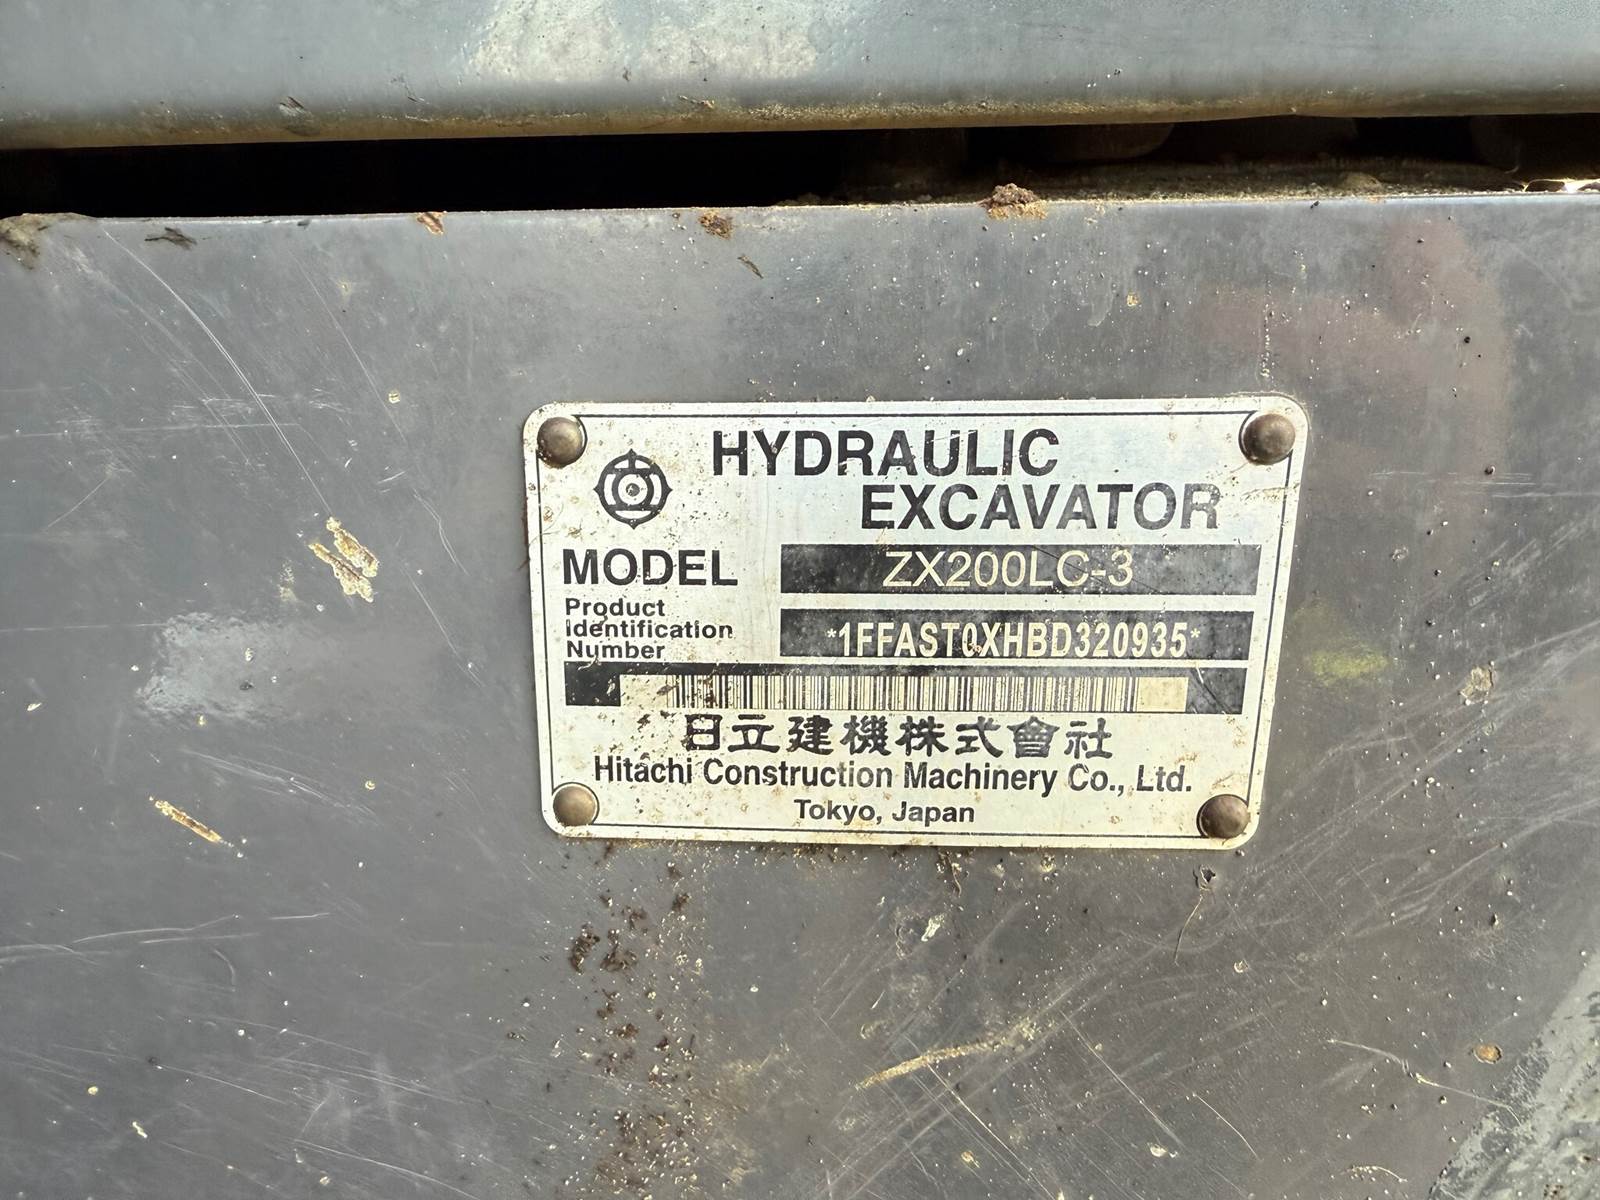 HYDRAULIC
EXCAVATOR
MODEL ZX200LC-3
Product
Identification
Number *1FFAST0XHBD320935*
日立建機株式會社
Hitachi Construction Machinery Co., Ltd.
Tokyo, Japan